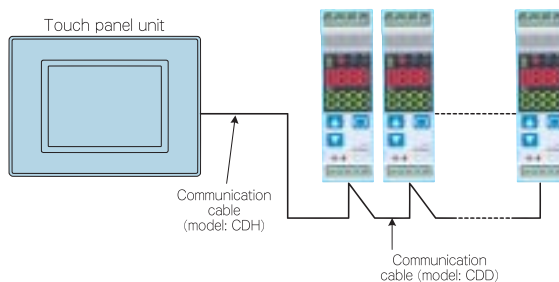 Touch panel unit
Communication
cable
(model: CDH)
Communication
cable (model: CDD)